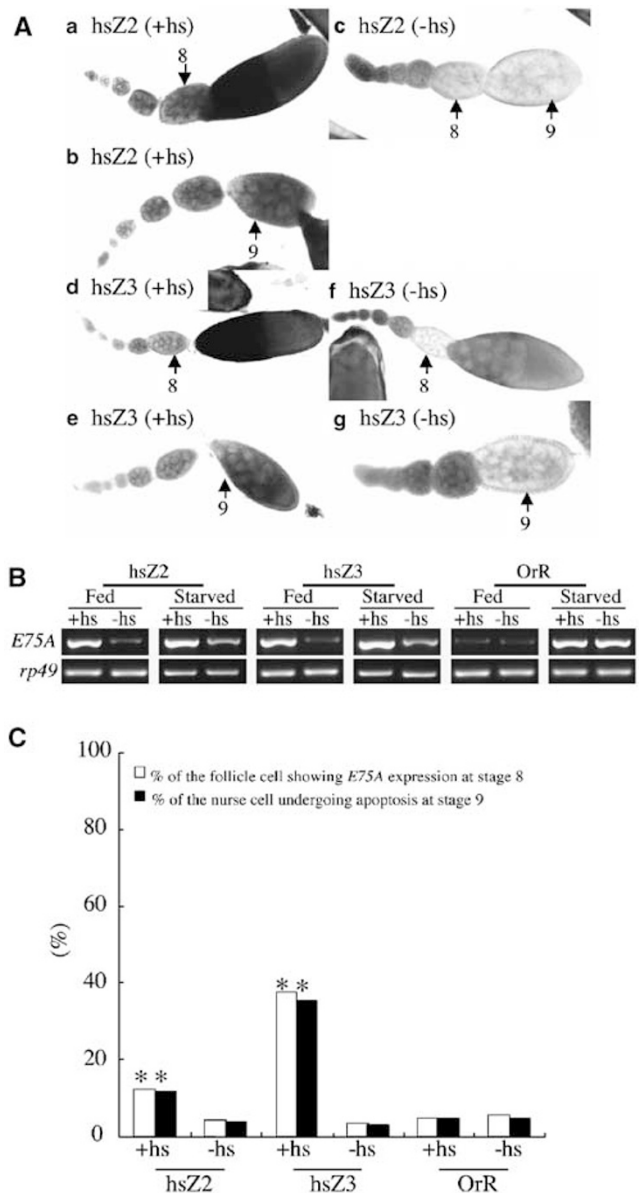 A
a hsZ2 (+hs)
8
c hsZ2 (-hs)
8
9
b hsZ2 (+hs)
9
d hsZ3 (+hs)
8
f hsZ3 (-hs)
8
e hsZ3 (+hs)
9
g hsZ3 (-hs)
9
B
hsZ2 hsZ3 OrR
Fed Starved Fed Starved Fed Starved
+hs -hs +hs -hs +hs -hs +hs -hs +hs -hs +hs -hs
E75A
rp49
C
100
80
60
40
20
0
(%)
% of the follicle cell showing E75A expression at stage 8
% of the nurse cell undergoing apoptosis at stage 9
* *
* *
+hs -hs +hs -hs +hs -hs
hsZ2 hsZ3 OrR